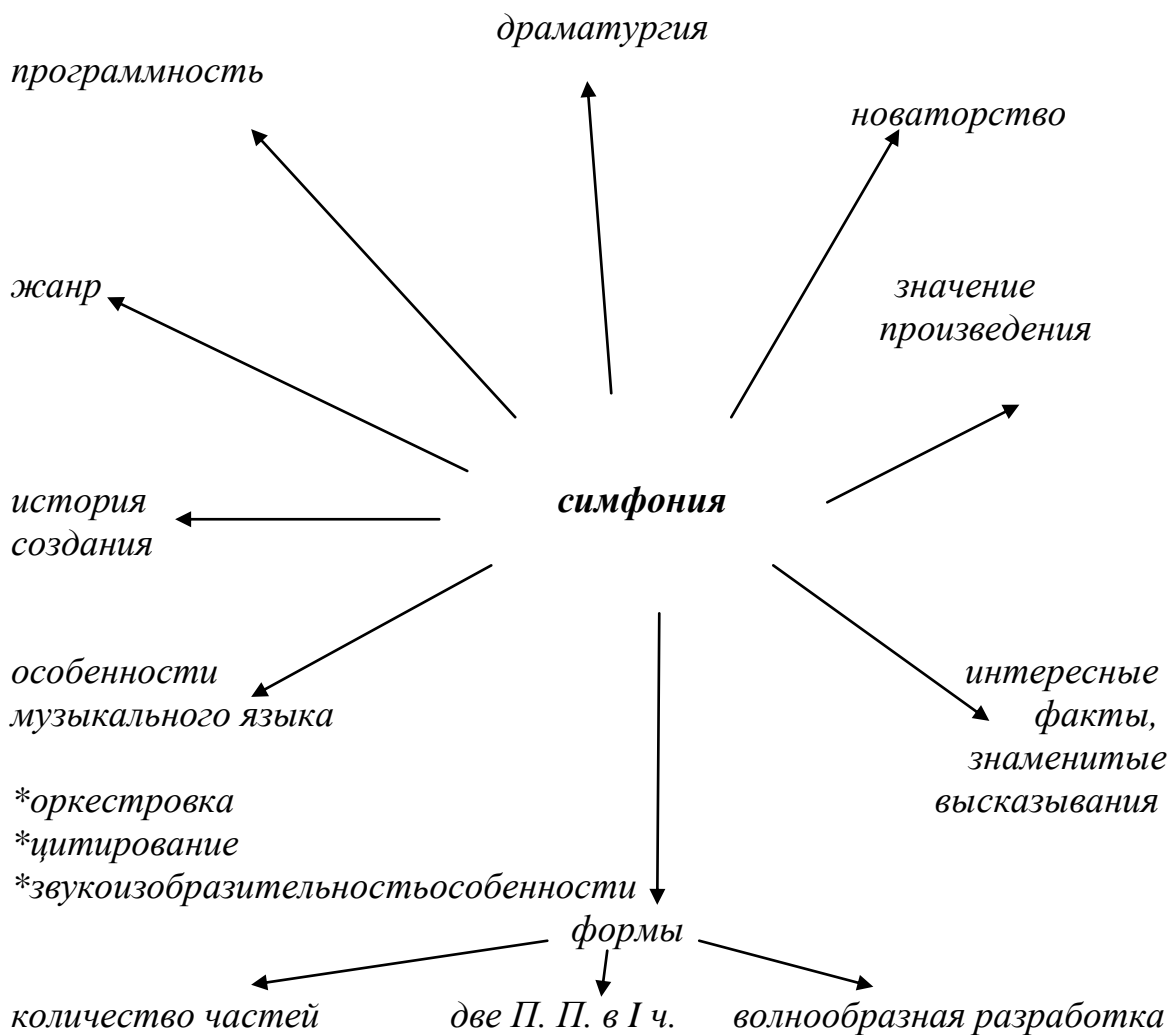 драматургия
программность
новаторство
жанр
значение
произведения
история
создания
симфония
особенности
музыкального языка
интересные
факты,
знаменитые
высказывания
*оркестровка
*цитирование
*звукоизобразительностьособенности
формы
количество частей
две П. П. в I ч.
волнообразная разработка